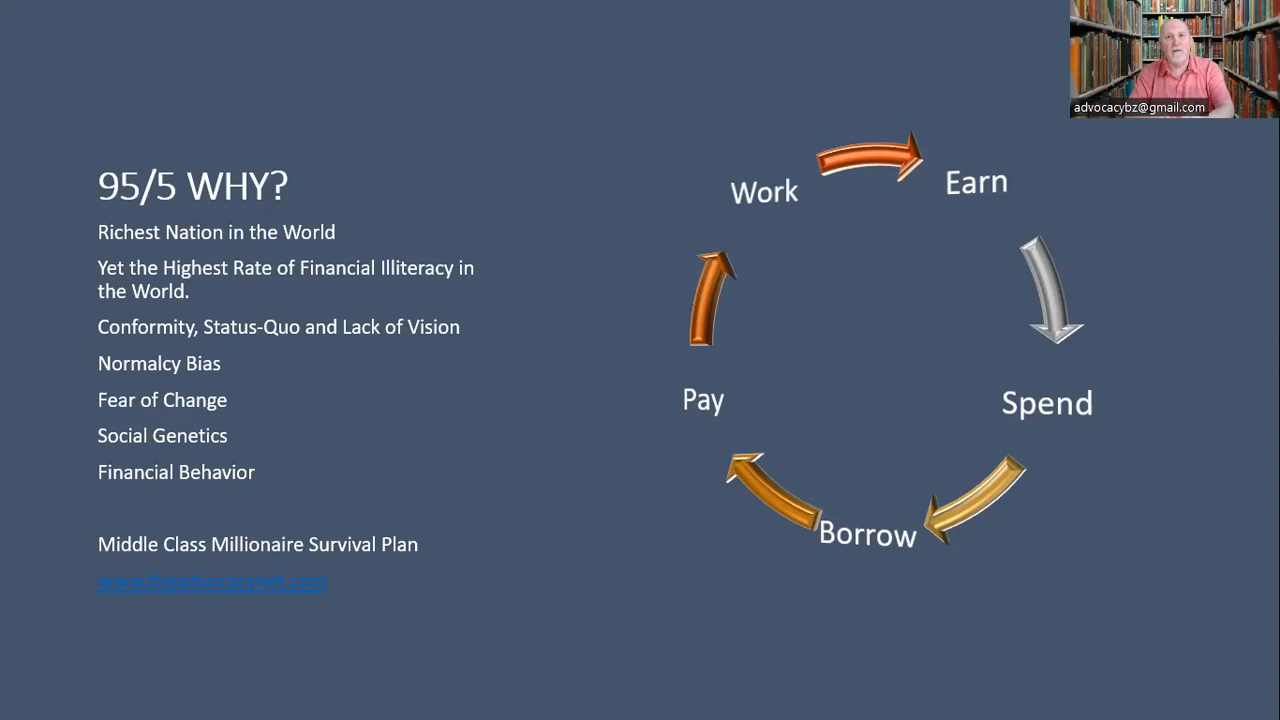 advocacybz@gmail.com
95/5 WHY?
Richest Nation in the World
Yet the Highest Rate of Financial Illiteracy in
the World.
Conformity, Status-Quo and Lack of Vision
Normalcy Bias
Fear of Change
Social Genetics
Financial Behavior
Middle Class Millionaire Survival Plan
www.theadvocacynet.com
Work
Earn
Spend
Borrow
Pay